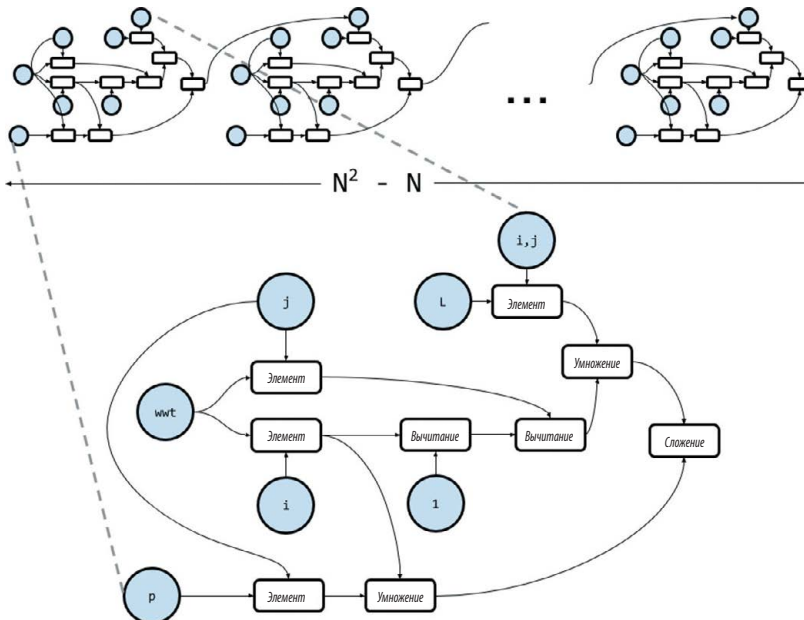 ...
N² - N
i,j
j
L
Элемент
Умножение
Элемент
wwt
Элемент
Вычитание
Вычитание
Сложение
i
1
p
Элемент
Умножение